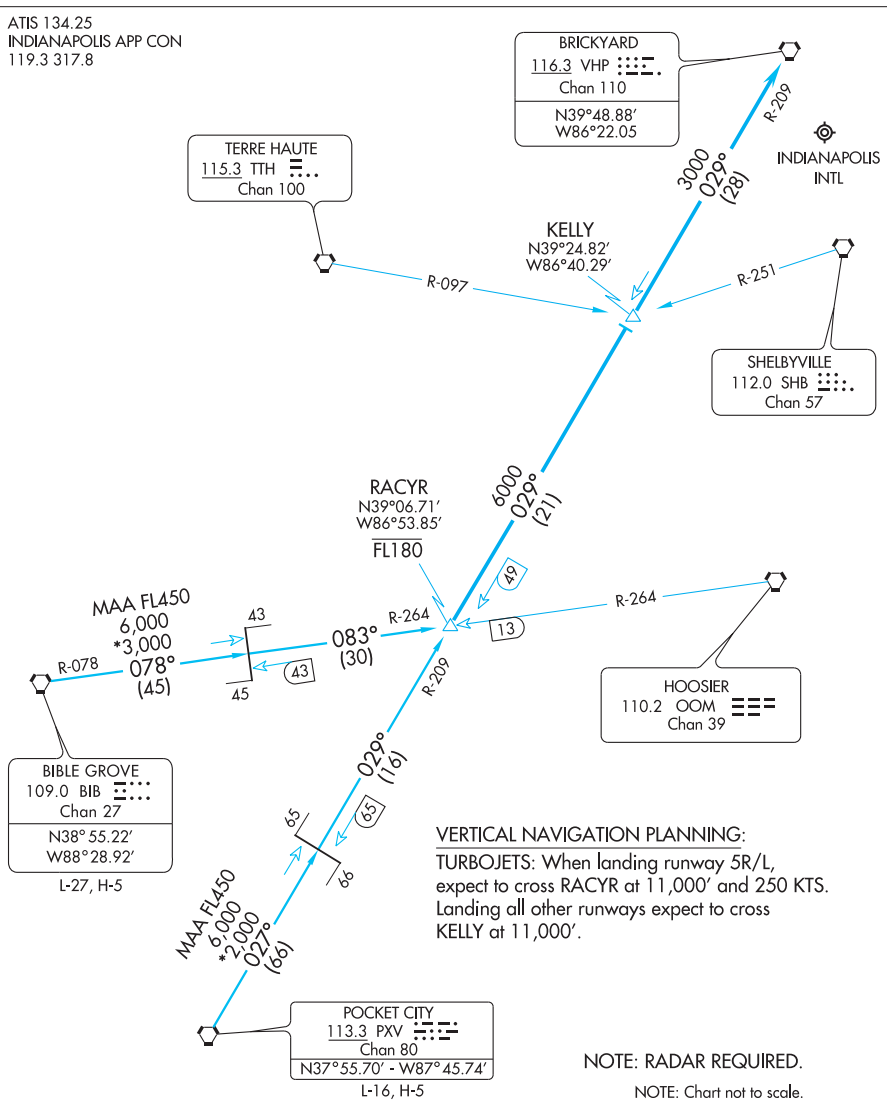 ATIS 134.25
INDIANAPOLIS APP CON
119.3 317.8
BRICKYARD
116.3 VHP
Chan 110
N39°48.88'
W86°22.05
R-209
INDIANAPOLIS
INTL
TERRE HAUTE
115.3 TTH
Chan 100
3000
029°
(28)
KELLY
N39°24.82'
W86°40.29'
R-097
R-251
SHELBYVILLE
112.0 SHB
Chan 57
6000
029°
(21)
RACYR
N39°06.71'
W86°53.85'
FL180
49
R-264
13
MAA FL450
6,000
*3,000
078°
(45)
R-078
43
45
43
083°
(30)
R-264
R-209
HOOSIER
110.2 OOM
Chan 39
BIBLE GROVE
109.0 BIB
Chan 27
N38°55.22'
W88°28.92'
L-27, H-5
029°
(16)
65
66
65
VERTICAL NAVIGATION PLANNING:
TURBOJETS: When landing runway 5R/L,
expect to cross RACYR at 11,000' and 250 KTS.
Landing all other runways expect to cross
KELLY at 11,000'.
MAA FL450
6,000
*2,000
027°
(66)
POCKET CITY
113.3 PXV
Chan 80
N37°55.70' - W87°45.74'
L-16, H-5
NOTE: RADAR REQUIRED.
NOTE: Chart not to scale.